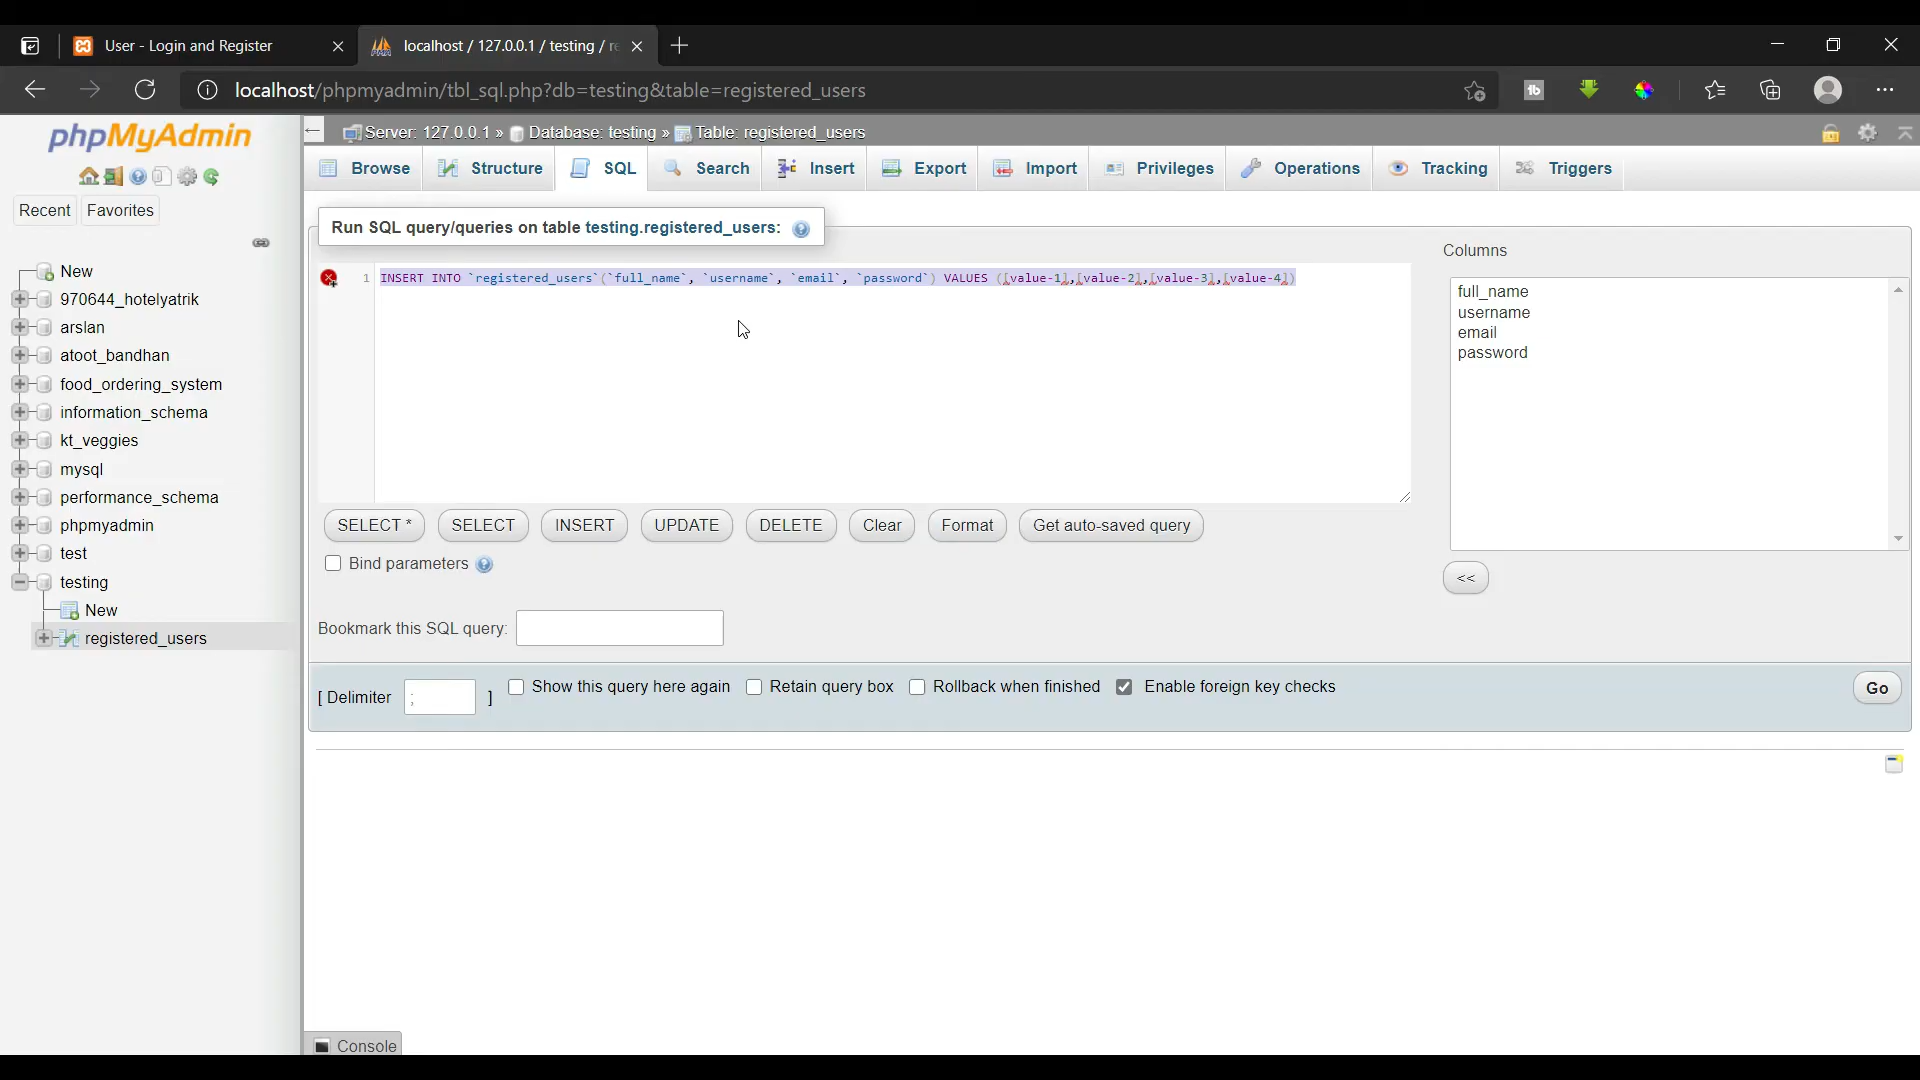 User - Login and Register
localhost / 127.0.0.1 / testing / re
localhost/phpmyadmin/tbl_sql.php?db=testing&table=registered_users
phpMyAdmin
Recent
Favorites
New
970644_hotelyatrik
arslan
atoot_bandhan
food_ordering_system
information_schema
kt_veggies
mysql
performance_schema
phpmyadmin
test
testing
New
registered_users
Server: 127.0.0.1 » Database: testing » Table: registered_users
Browse
Structure
SQL
Search
Insert
Export
Import
Privileges
Operations
Tracking
Triggers
Run SQL query/queries on table testing.registered_users:
1 INSERT INTO `registered_users`(`full_name`, `username`, `email`, `password`) VALUES ([value-1],[value-2],[value-3],[value-4])
Columns
full_name
username
email
password
SELECT *
SELECT
INSERT
UPDATE
DELETE
Clear
Format
Get auto-saved query
<<
Bind parameters
Bookmark this SQL query:
[ Delimiter ; ]
Show this query here again
Retain query box
Rollback when finished
Enable foreign key checks
Go
Console